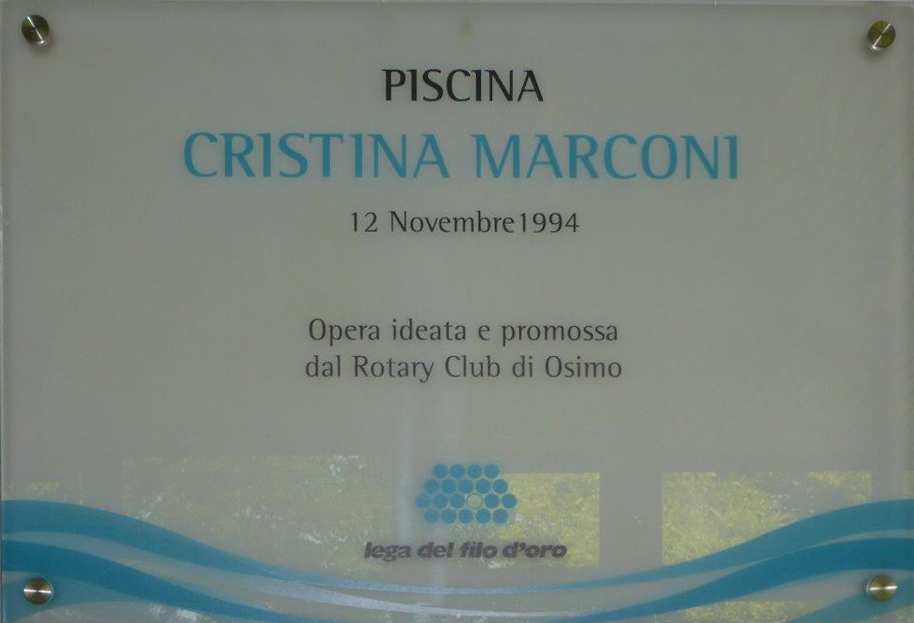 PISCINA
CRISTINA MARCONI
12 Novembre1994
Opera ideata e promossa
dal Rotary Club di Osimo
lega del filo d'oro